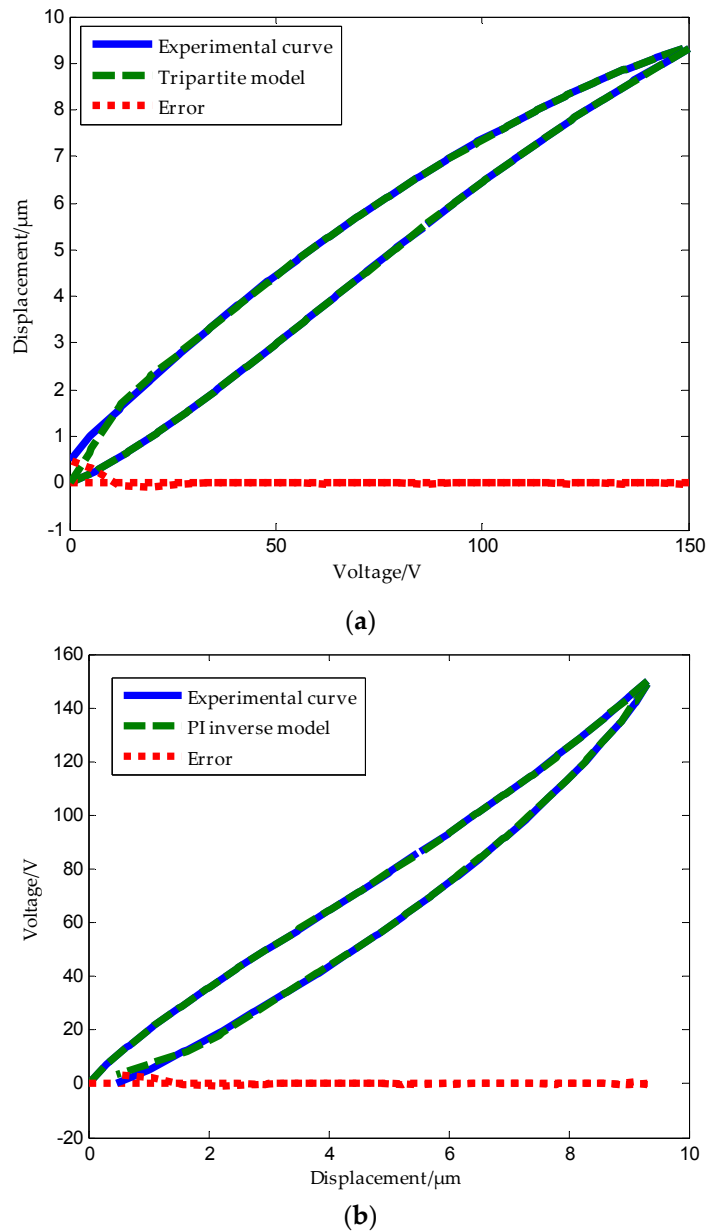 10
9
8
7
6
5
4
3
2
1
0
-1
Displacement/μm
Experimental curve
Tripartite model
Error
0
50
100
150
Voltage/V
(a)
160
140
120
100
80
60
40
20
0
-20
Voltage/V
Experimental curve
PI inverse model
Error
0
2
4
6
8
10
Displacement/μm
(b)